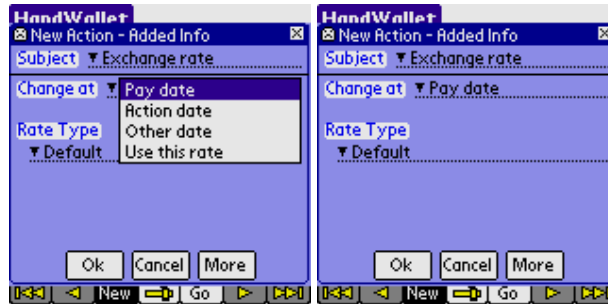 HandWallet
New Action - Added Info
Subject Exchange rate
Change at Pay date
Action date
Rate Type Other date
Default Use this rate
Ok Cancel More
New Go
HandWallet
New Action - Added Info
Subject Exchange rate
Change at Pay date
Rate Type
Default
Ok Cancel More
New Go